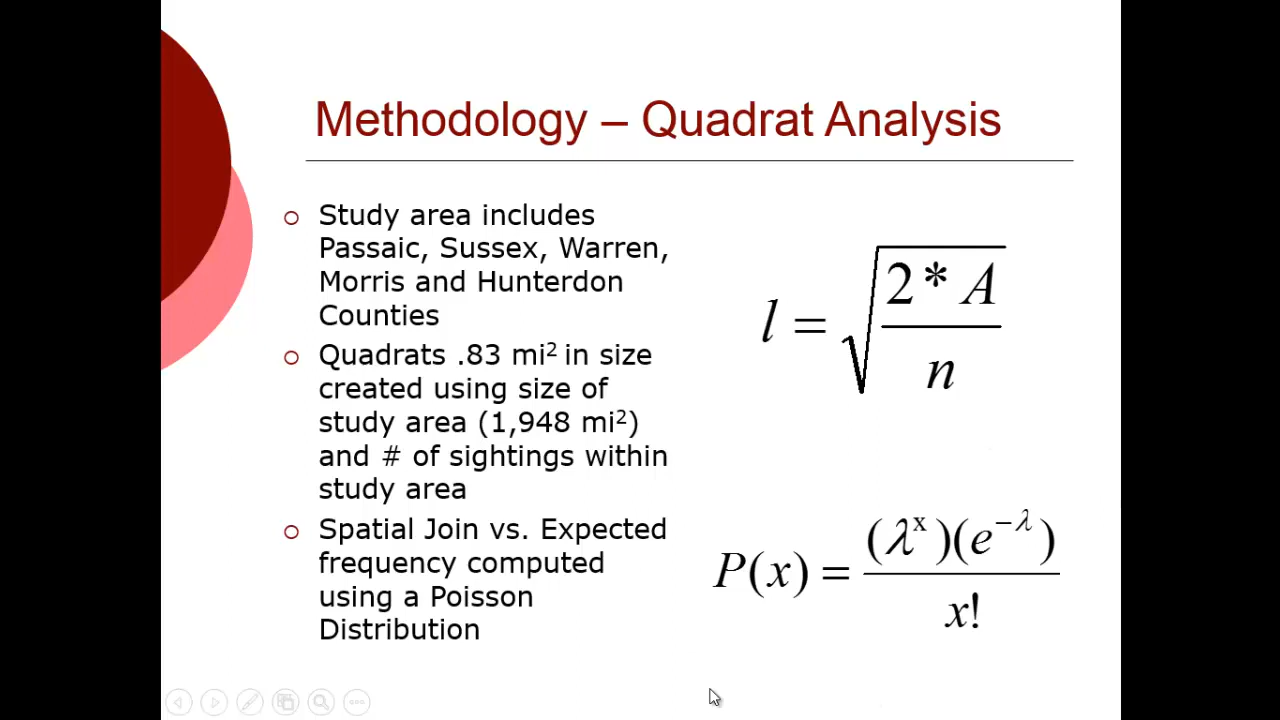 Methodology – Quadrat Analysis
Study area includes
Passaic, Sussex, Warren,
Morris and Hunterdon
Counties
Quadrats .83 mi² in size
created using size of
study area (1,948 mi²)
and # of sightings within
study area
Spatial Join vs. Expected
frequency computed
using a Poisson
Distribution
l = √(2 * A / n)
P(x) = (λˣ)(e^−λ) / x!